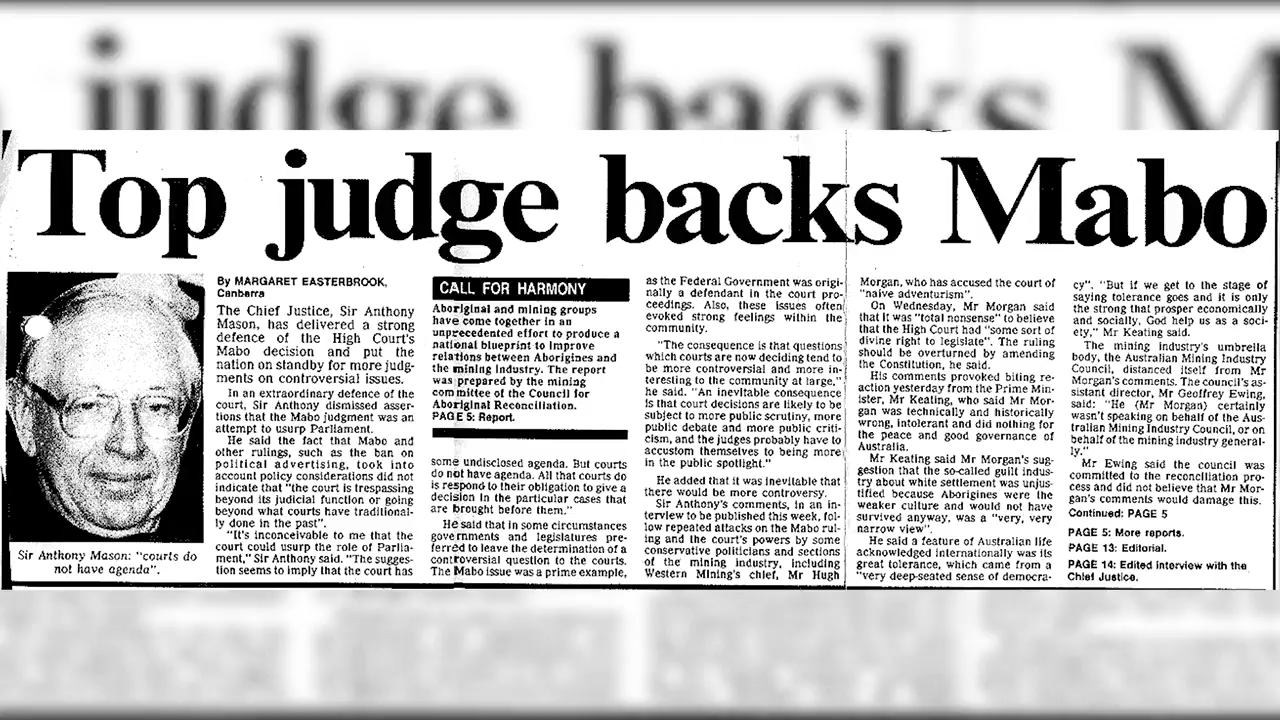 judge backs M
Top judge backs Mabo
Sir Anthony Mason: "courts do
not have agenda".
By MARGARET EASTERBROOK,
Canberra
The Chief Justice, Sir Anthony
Mason, has delivered a strong
defence of the High Court's
Mabo decision and put the
nation on standby for more judg-
ments on controversial issues.
In an extraordinary defence of the
court, Sir Anthony dismissed asser-
tions that the Mabo judgment was an
attempt to usurp Parliament.
He said the fact that Mabo and
other rulings, such as the ban on
political advertising, took into
account policy considerations did not
indicate that "the court is trespassing
beyond its judicial function or going
beyond what courts have traditional-
ly done in the past".
"It's inconceivable to me that the
court could usurp the role of Parlia-
ment," Sir Anthony said. "The sugges-
tion seems to imply that the court has
CALL FOR HARMONY
Aboriginal and mining groups
have come together in an
unprecedented effort to produce a
national blueprint to improve
relations between Aborigines and
the mining industry. The report
was prepared by the mining
committee of the Council for
Aboriginal Reconciliation.
PAGE 5: Report.
some undisclosed agenda. But courts
do not have agenda. All that courts do
is respond to their obligation to give a
decision in the particular cases that
are brought before them."
He said that in some circumstances
governments and legislatures pre-
ferred to leave the determination of a
controversial question to the courts.
The Mabo issue was a prime example,
as the Federal Government was origi-
nally a defendant in the court pro-
ceedings. Also, these issues often
evoked strong feelings within the
community.
"The consequence is that questions
which courts are now deciding tend to
be more controversial and more in-
teresting to the community at large,"
he said. "An inevitable consequence
is that court decisions are likely to be
subject to more public scrutiny, more
public debate and more public criti-
cism, and the judges probably have to
accustom themselves to being more
in the public spotlight."
He added that it was inevitable that
there would be more controversy.
Sir Anthony's comments, in an in-
terview to be published this week, fol-
low repeated attacks on the Mabo rul-
ing and the court's powers by some
conservative politicians and sections
of the mining industry, including
Western Mining's chief, Mr Hugh
Morgan, who has accused the court of
"naive adventurism".
On Wednesday, Mr Morgan said
that it was "total nonsense" to believe
that the High Court had "some sort of
divine right to legislate". The ruling
should be overturned by amending
the Constitution, he said.
His comments provoked biting re-
action yesterday from the Prime Min-
ister, Mr Keating, who said Mr Mor-
gan was technically and historically
wrong, intolerant and did nothing for
the peace and good governance of
Australia.
Mr Keating said Mr Morgan's sug-
gestion that the so-called guilt indus-
try about white settlement was unjus-
tified because Aborigines were the
weaker culture and would not have
survived anyway, was a "very, very
narrow view".
He said a feature of Australian life
acknowledged internationally was its
great tolerance, which came from a
"very deep-seated sense of democra-
cy". "But if we get to the stage of
saying tolerance goes and it is only
the strong that prosper economically
and socially, God help us as a soci-
ety," Mr Keating said.
The mining industry's umbrella
body, the Australian Mining Industry
Council, distanced itself from Mr
Morgan's comments. The council's as-
sistant director, Mr Geoffrey Ewing,
said: "He (Mr Morgan) certainly
wasn't speaking on behalf of the Aus-
tralian Mining Industry Council, or on
behalf of the mining industry general-
ly."
Mr Ewing said the council was
committed to the reconciliation pro-
cess and did not believe that Mr Mor-
gan's comments would damage this.
Continued: PAGE 5
PAGE 5: More reports.
PAGE 13: Editorial.
PAGE 14: Edited interview with the
Chief Justice.